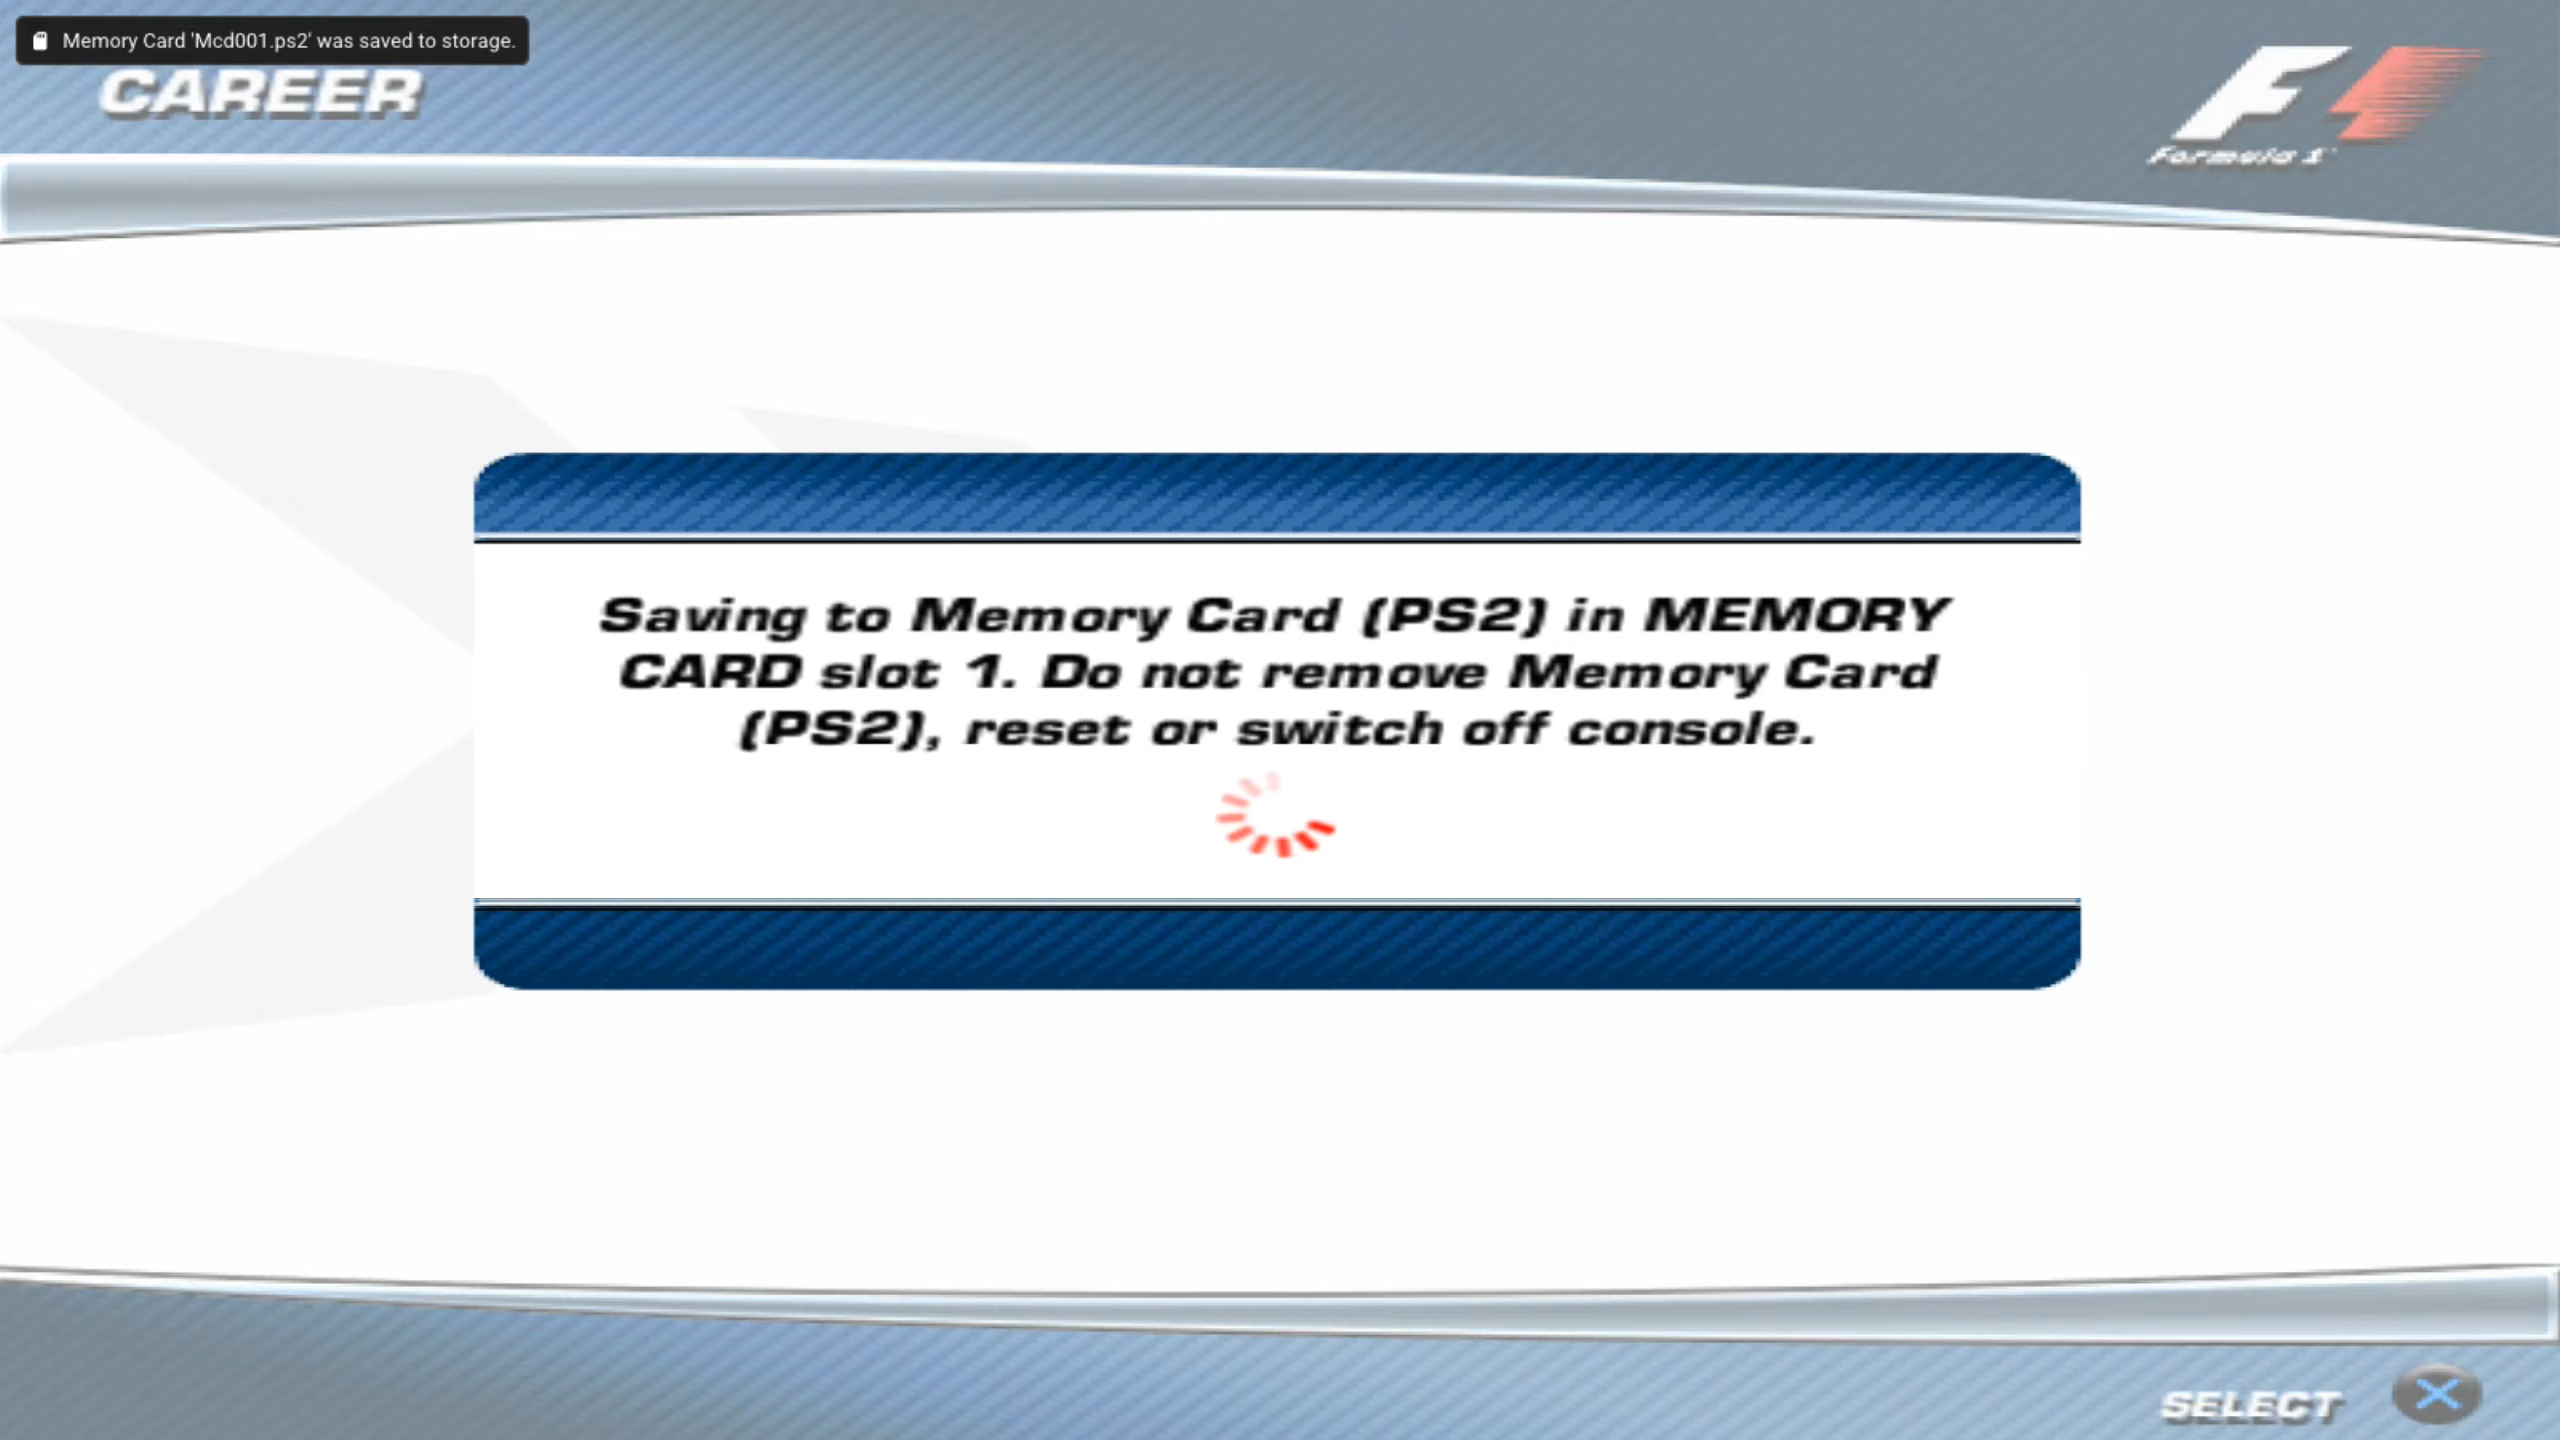 Memory Card 'Mcd001.ps2' was saved to storage.
CAREER
F1
Formula 1
Saving to Memory Card (PS2) in MEMORY
CARD slot 1. Do not remove Memory Card
(PS2), reset or switch off console.
SELECT